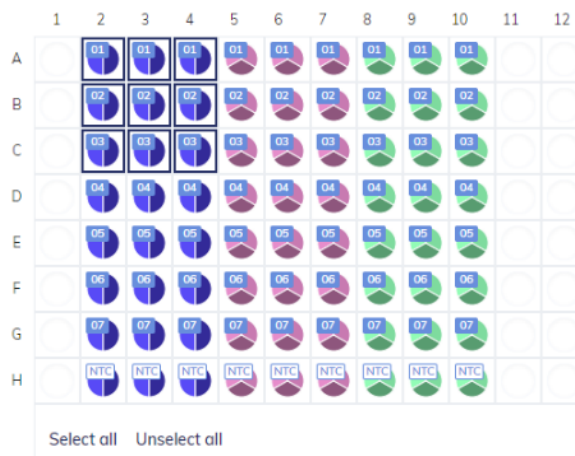 1 2 3 4 5 6 7 8 9 10 11 12
A 01 01 01 01 01 01 01 01 01
B 02 02 02 02 02 02 02 02 02
C 03 03 03 03 03 03 03 03 03
D 04 04 04 04 04 04 04 04 04
E 05 05 05 05 05 05 05 05 05
F 06 06 06 06 06 06 06 06 06
G 07 07 07 07 07 07 07 07 07
H NTC NTC NTC NTC NTC NTC NTC NTC NTC
Select all Unselect all